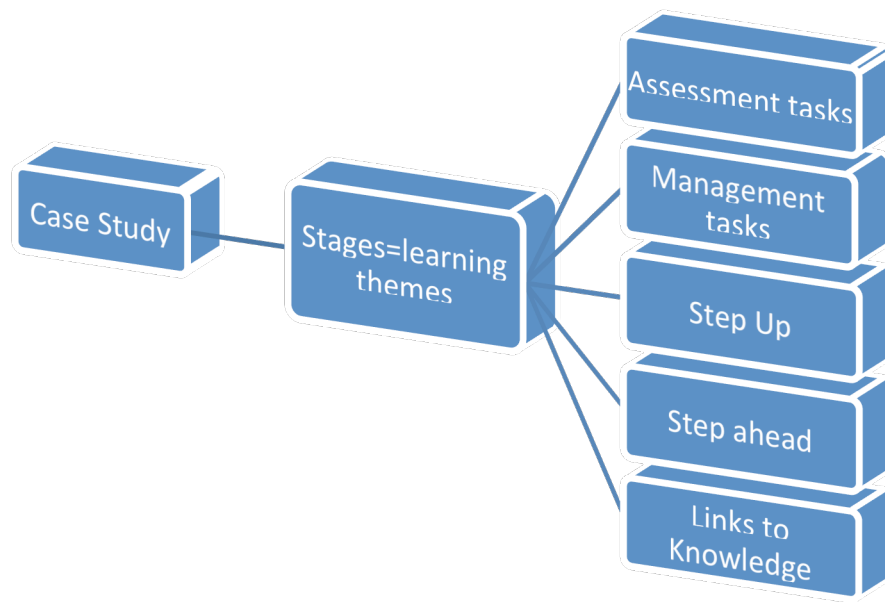 Case Study
Stages=learning
themes
Assessment tasks
Management
tasks
Step Up
Step ahead
Links to
Knowledge